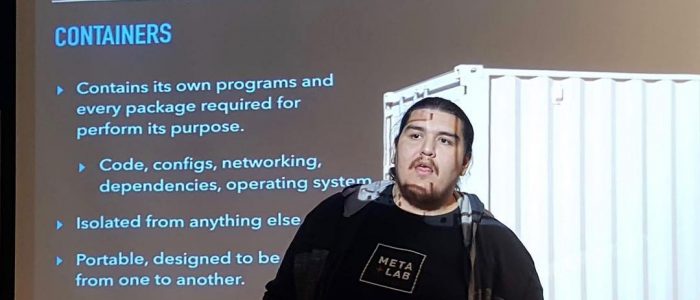 CONTAINERS
Contains its own programs and
every package required for
perform its purpose.
Code, configs, networking,
dependencies, operating system
Isolated from anything else
Portable, designed to be
from one to another.
META
+LAB